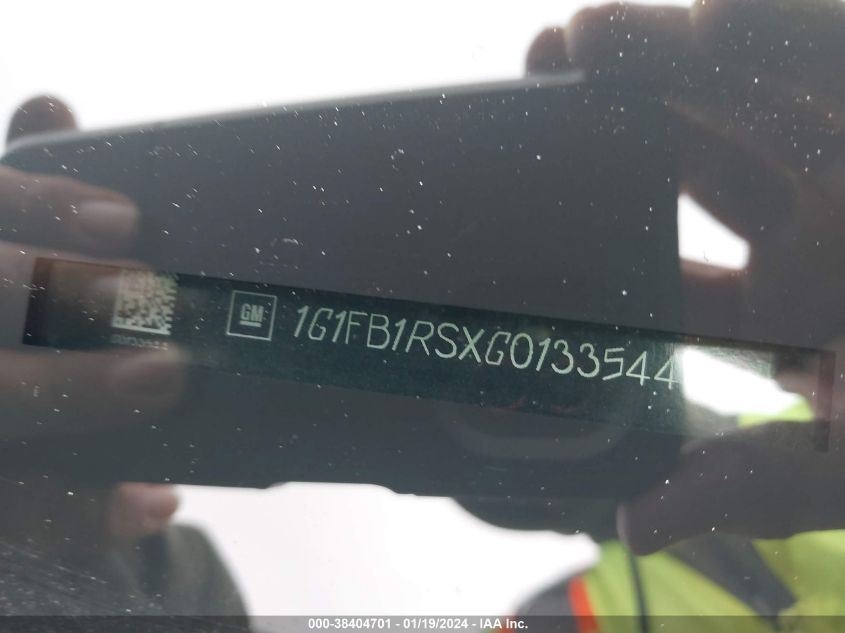 GM 1G1FB1RSXG0133544
000-38404701 - 01/19/2024 - IAA Inc.